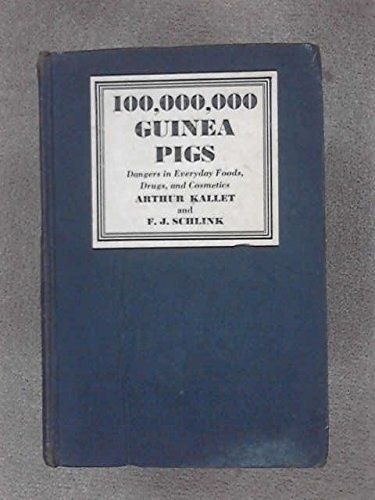 100,000,000
GUINEA
PIGS
Dangers in Everyday Foods,
Drugs, and Cosmetics
ARTHUR KALLET
and
F. J. SCHLINK